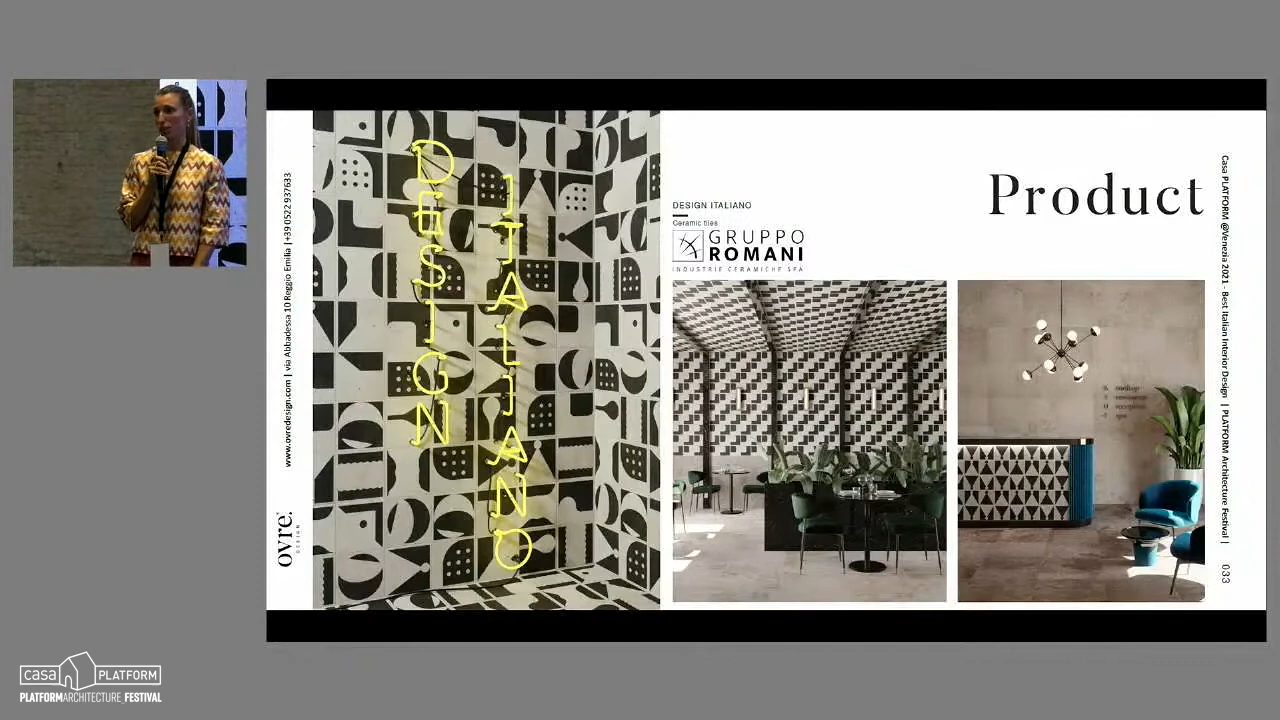 www.ovredesign.com | via Abbadessa 10 Reggio Emilia | +39 0522 937633
ovre.
DESIGN
DESIGN
ITALIANO
DESIGN ITALIANO
Ceramic tiles
GRUPPO
ROMANI
INDUSTRIE CERAMICHE SPA
Product
Casa PLATFORM @Venezia 2021 - Best Italian Interior Design | PLATFORM Architecture Festival |
033
casa PLATFORM
PLATFORMARCHITECTURE_FESTIVAL